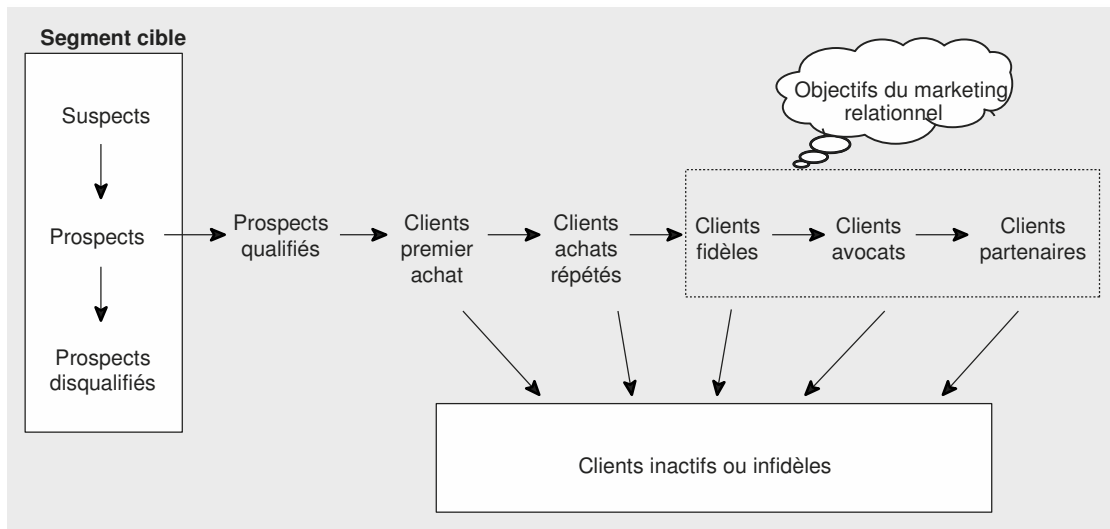 Segment cible
Suspects
Prospects
Prospects
disqualifiés
Prospects
qualifiés
Clients
premier
achat
Clients
achats
répétés
Objectifs du marketing
relationnel
Clients
fidèles
Clients
avocats
Clients
partenaires
Clients inactifs ou infidèles